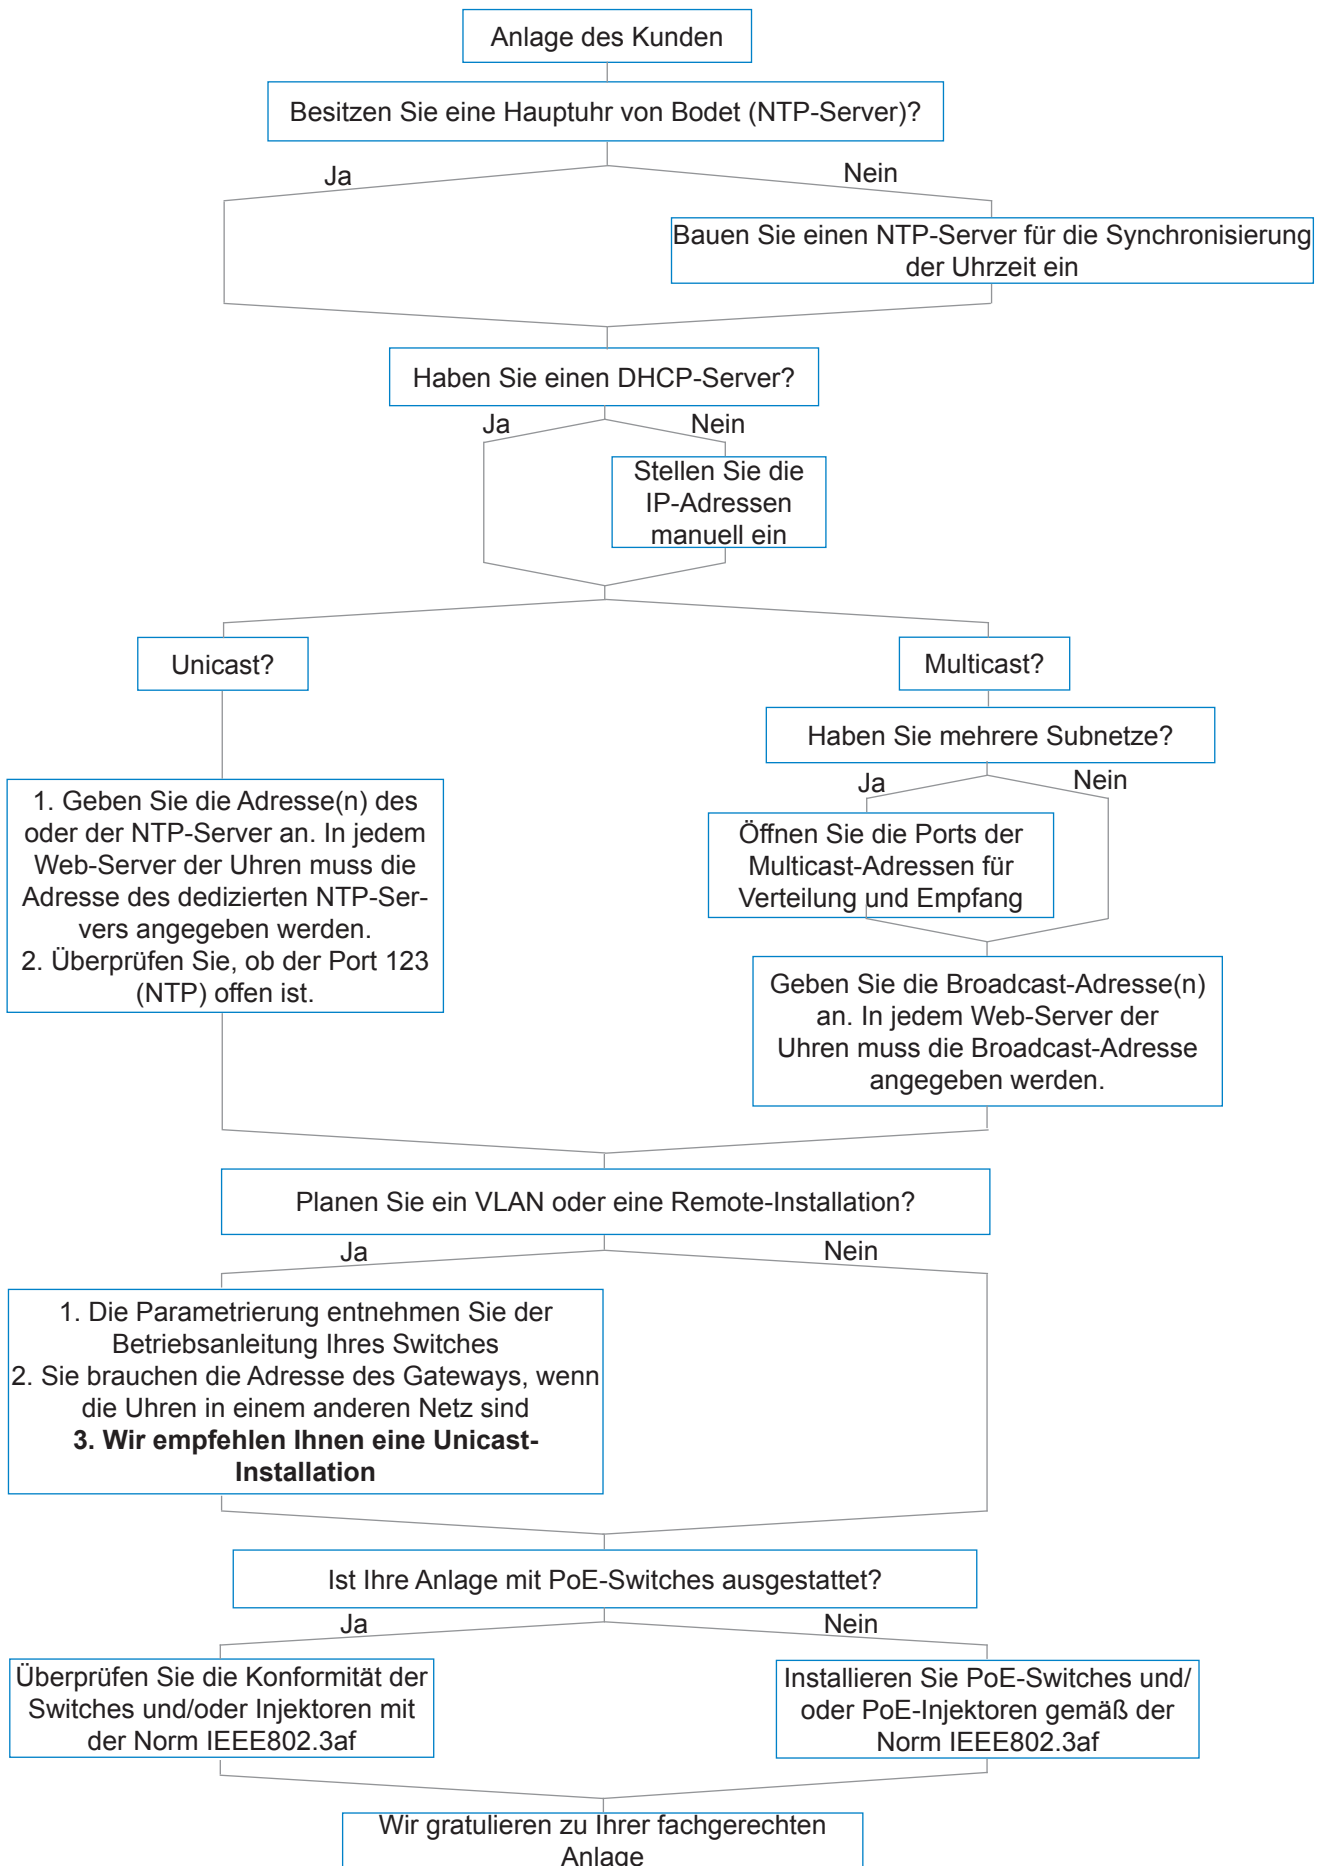 Anlage des Kunden
Besitzen Sie eine Hauptuhr von Bodet (NTP-Server)?
Ja
Nein
Bauen Sie einen NTP-Server für die Synchronisierung
der Uhrzeit ein
Haben Sie einen DHCP-Server?
Ja
Nein
Stellen Sie die
IP-Adressen
manuell ein
Unicast?
Multicast?
Haben Sie mehrere Subnetze?
Ja
Nein
1. Geben Sie die Adresse(n) des
oder der NTP-Server an. In jedem
Web-Server der Uhren muss die
Adresse des dedizierten NTP-Ser-
vers angegeben werden.
2. Überprüfen Sie, ob der Port 123
(NTP) offen ist.
Öffnen Sie die Ports der
Multicast-Adressen für
Verteilung und Empfang
Geben Sie die Broadcast-Adresse(n)
an. In jedem Web-Server der
Uhren muss die Broadcast-Adresse
angegeben werden.
Planen Sie ein VLAN oder eine Remote-Installation?
Ja
Nein
1. Die Parametrierung entnehmen Sie der
Betriebsanleitung Ihres Switches
2. Sie brauchen die Adresse des Gateways, wenn
die Uhren in einem anderen Netz sind
3. Wir empfehlen Ihnen eine Unicast-
Installation
Ist Ihre Anlage mit PoE-Switches ausgestattet?
Ja
Nein
Überprüfen Sie die Konformität der
Switches und/oder Injektoren mit
der Norm IEEE802.3af
Installieren Sie PoE-Switches und/
oder PoE-Injektoren gemäß der
Norm IEEE802.3af
Wir gratulieren zu Ihrer fachgerechten
Anlage